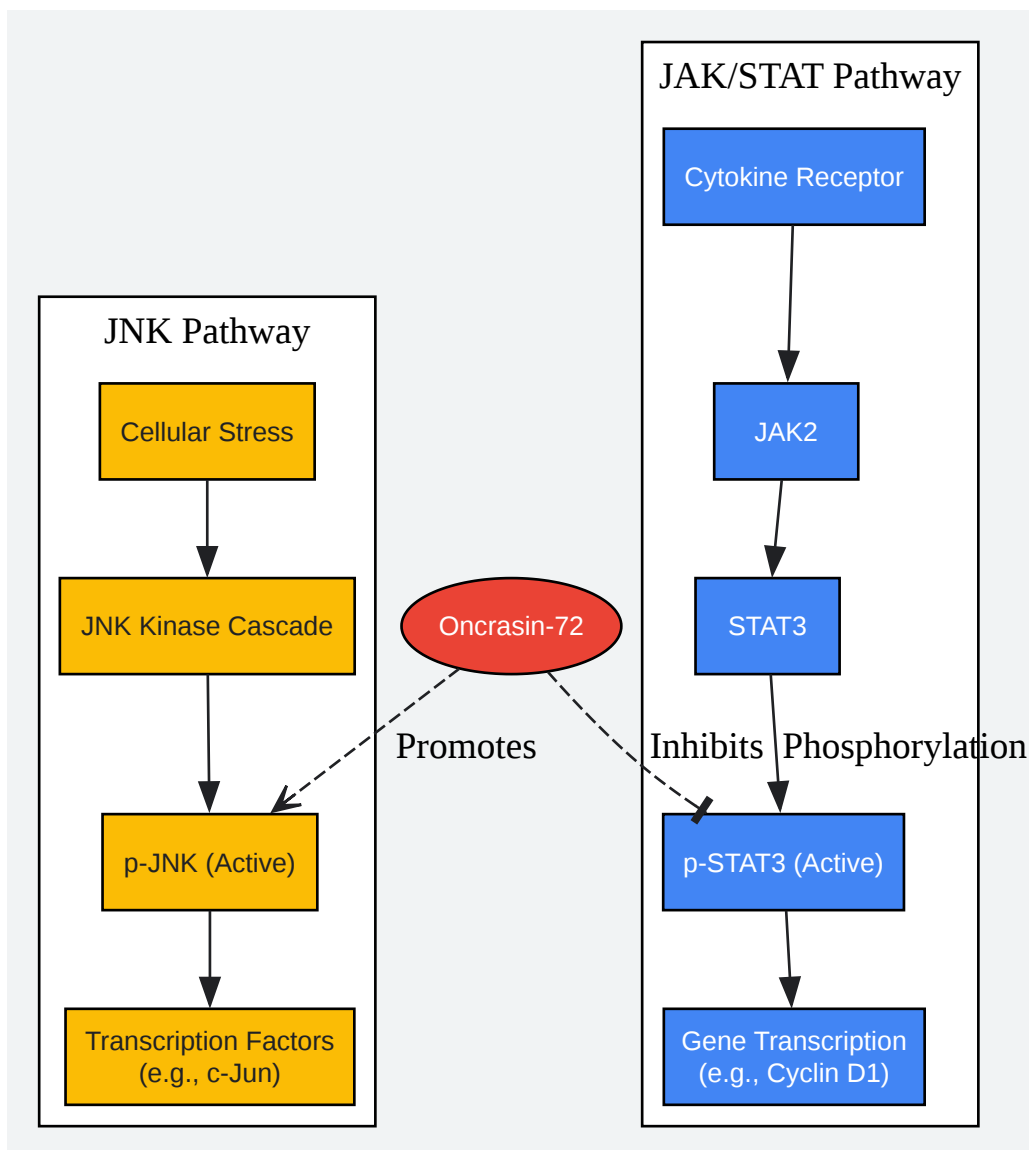 JAK/STAT Pathway
Cytokine Receptor
JNK Pathway
Cellular Stress
JAK2
JNK Kinase Cascade
Oncrasin-72
STAT3
Promotes
Inhibits
Phosphorylation
p-JNK (Active)
p-STAT3 (Active)
Transcription Factors
(e.g., c-Jun)
Gene Transcription
(e.g., Cyclin D1)